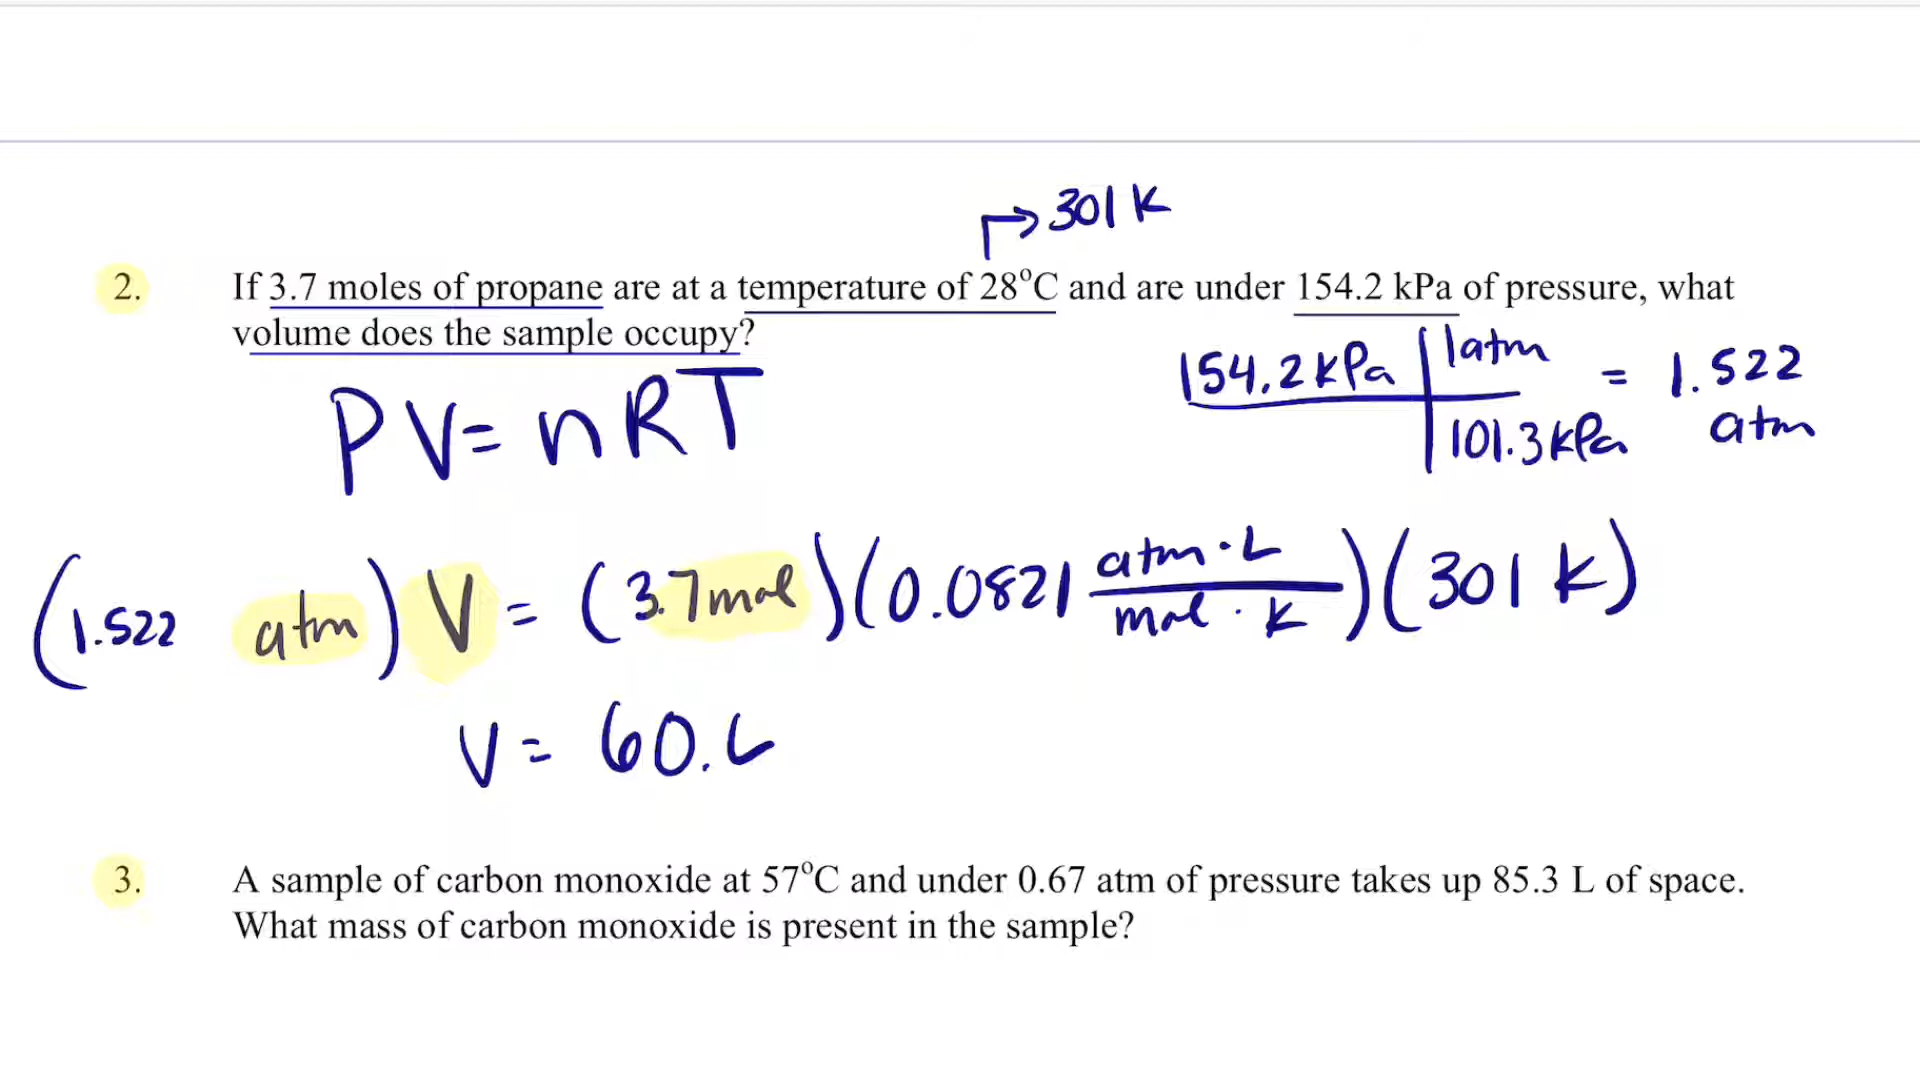 →301 K
2. If 3.7 moles of propane are at a temperature of 28°C and are under 154.2 kPa of pressure, what
volume does the sample occupy?
154.2 kPa | 1 atm = 1.522
101.3 kPa atm
PV = nRT
(1.522 atm) V = (3.7 mol)(0.0821 atm·L / mol·K)(301 K)
V = 60. L
3. A sample of carbon monoxide at 57°C and under 0.67 atm of pressure takes up 85.3 L of space.
What mass of carbon monoxide is present in the sample?